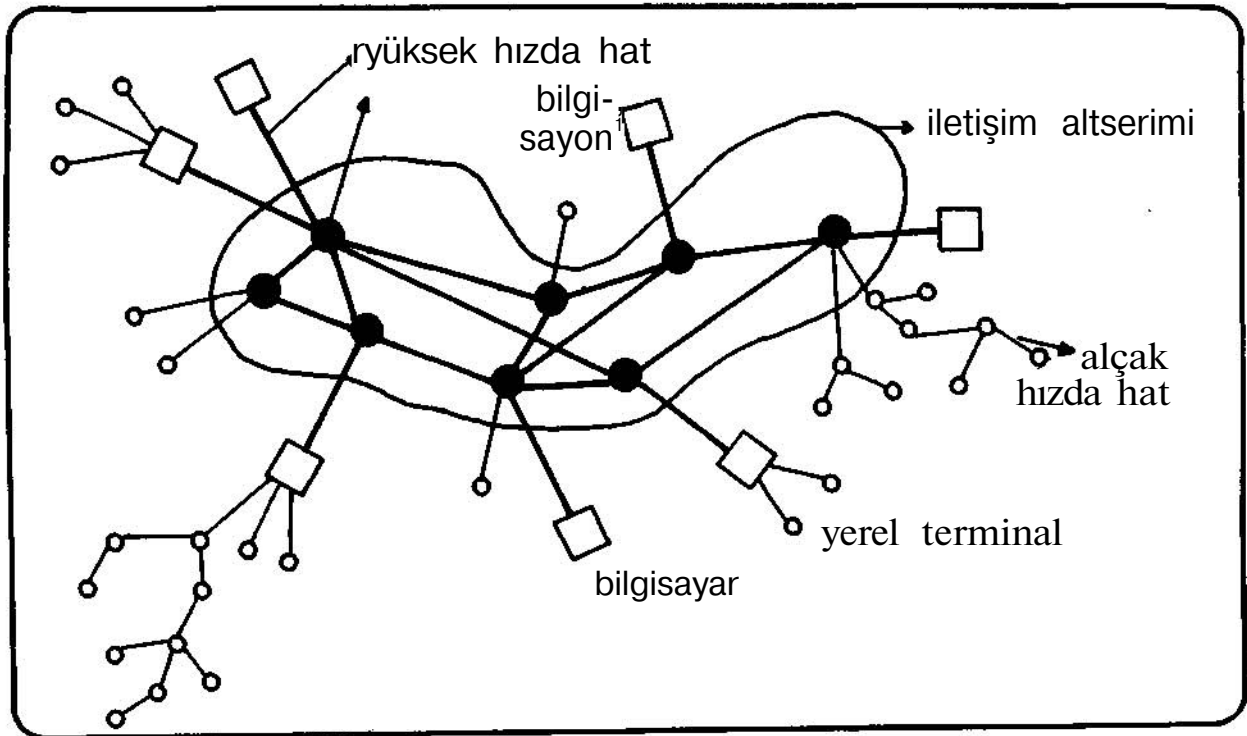 ryüksek hızda hat
bilgi-
sayon
iletişim altserimi
alçak
hızda hat
yerel terminal
bilgisayar